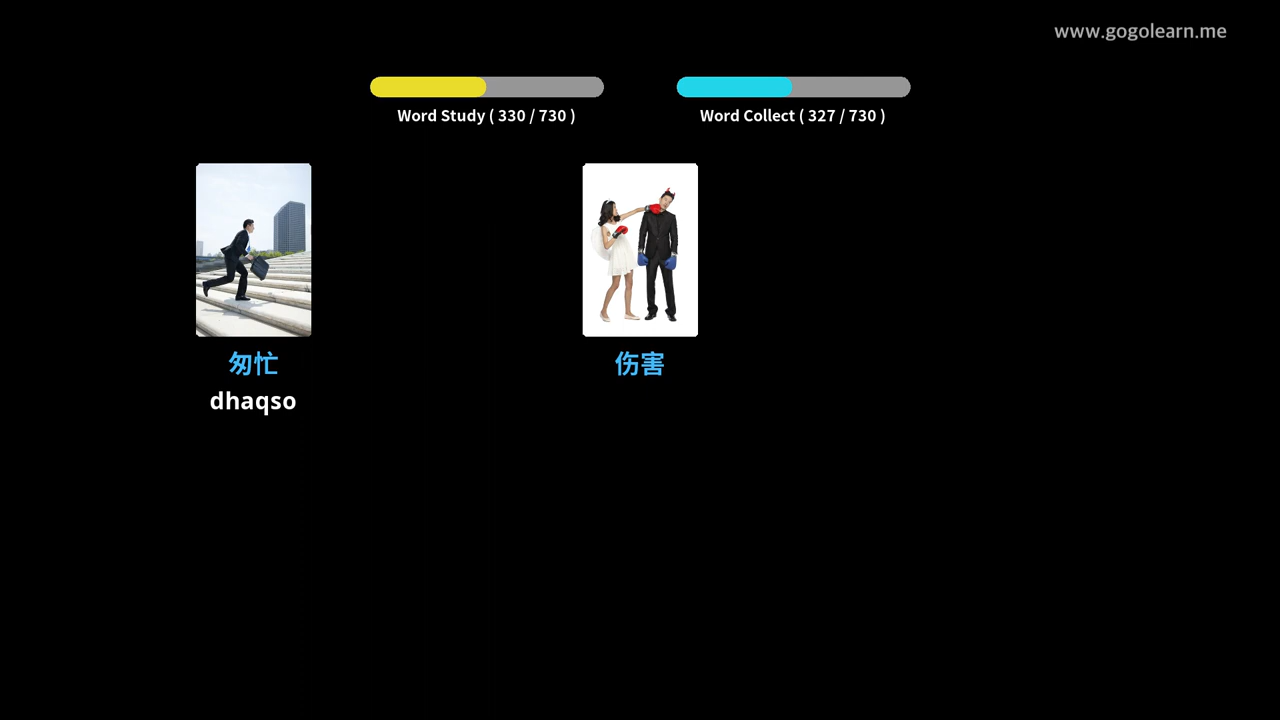 www.gogolearn.me
Word Study ( 330 / 730 )
Word Collect ( 327 / 730 )
匆忙
dhaqso
伤害